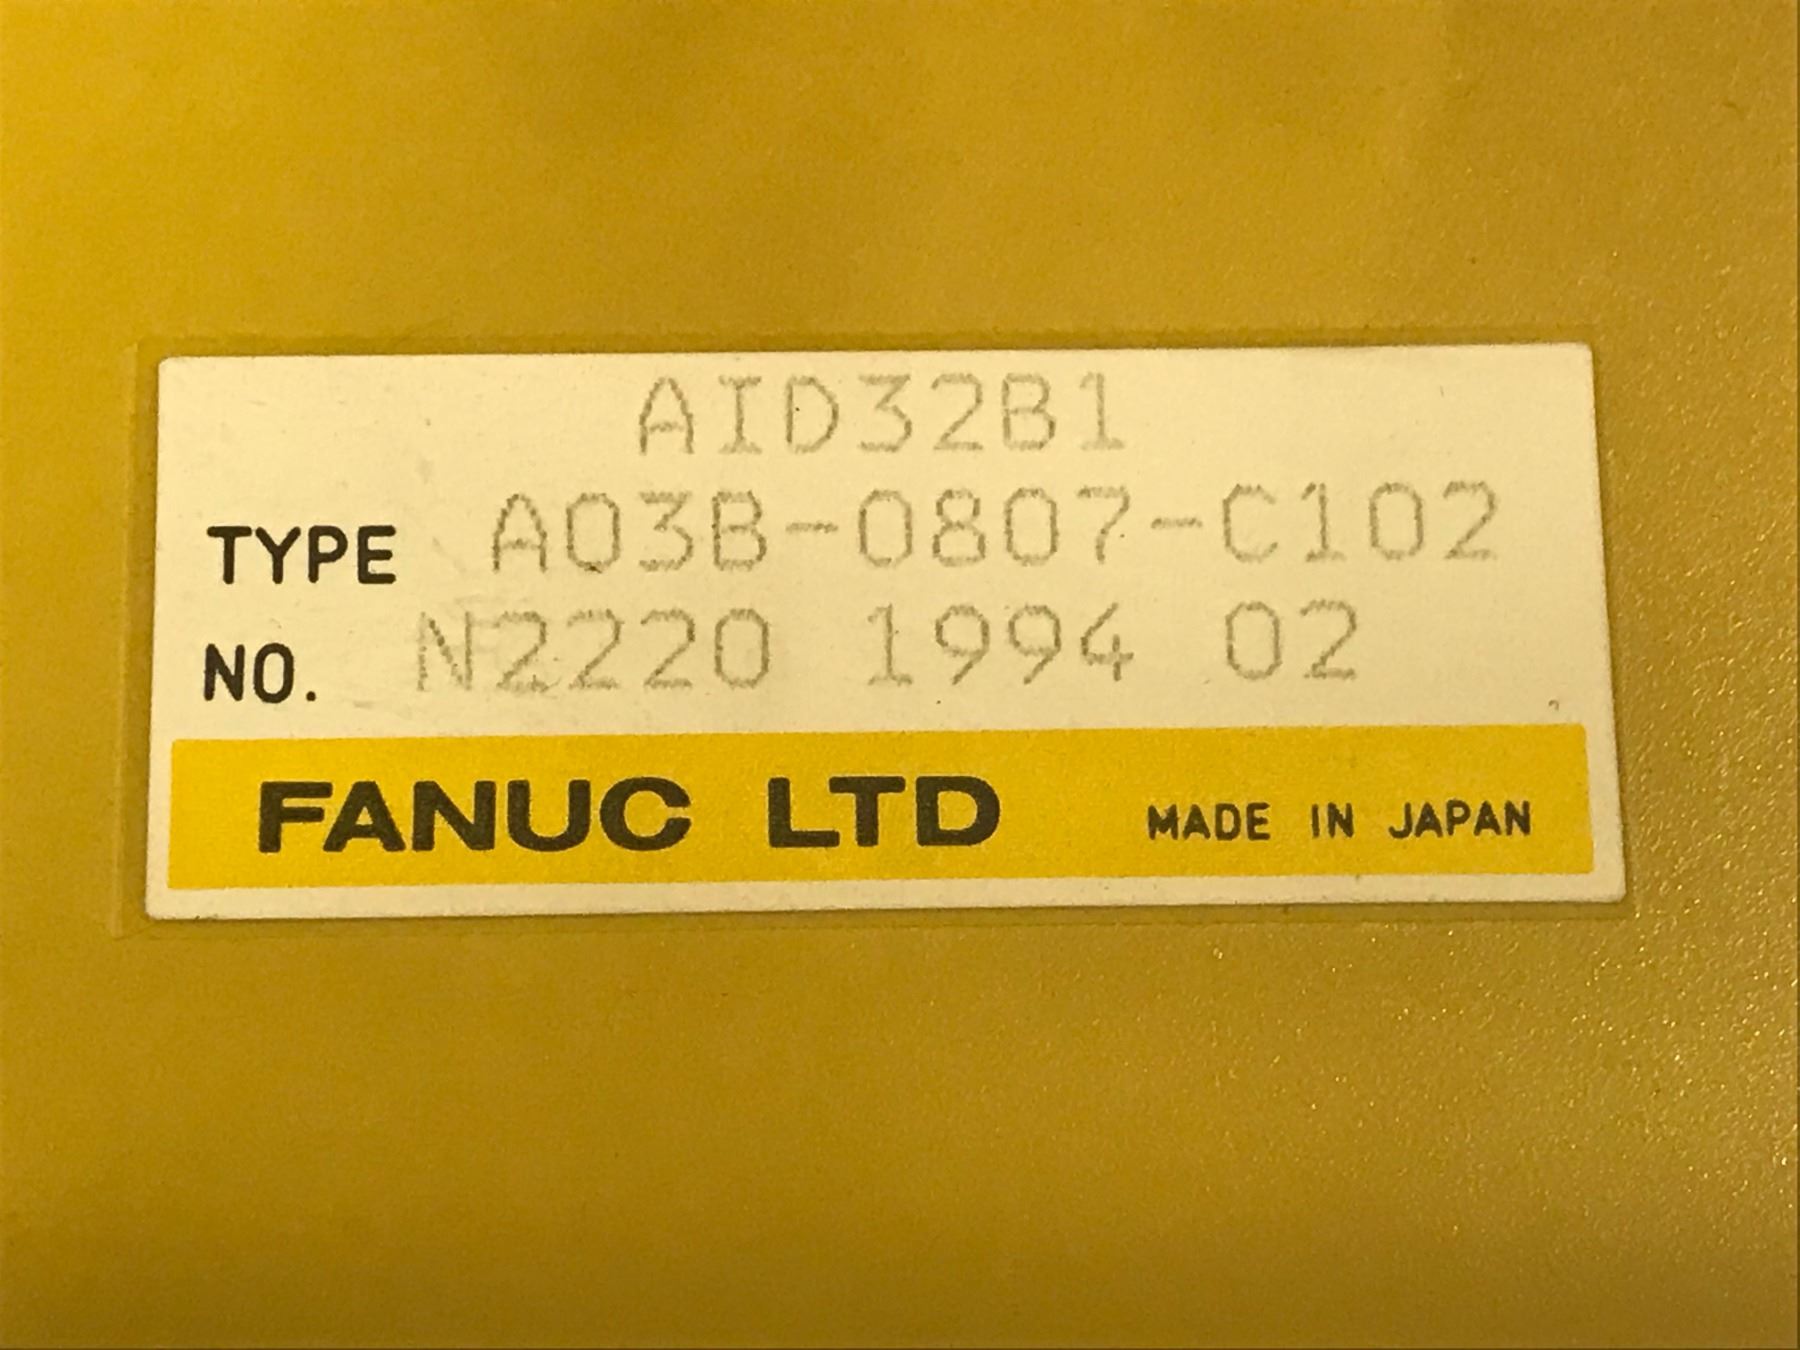 AID32B1
TYPE A03B-0807-C102
NO. N2220 1994 02
FANUC LTD MADE IN JAPAN